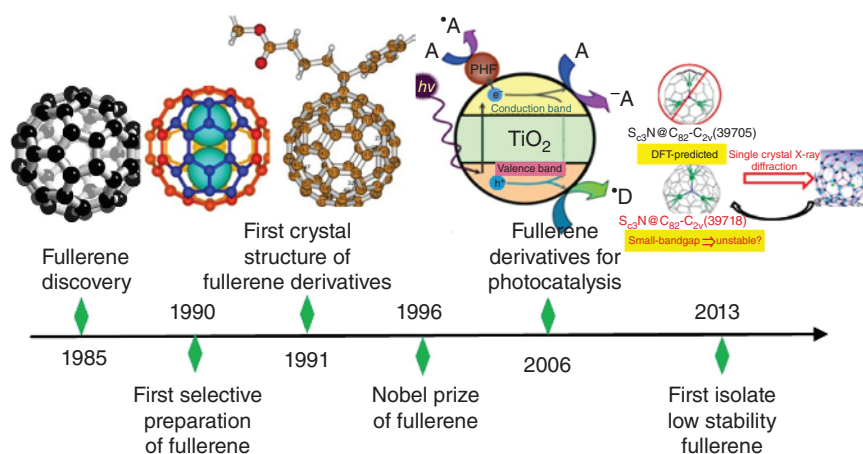 •A
A
PHF
A
hν
e⁻
Conduction band
⁻A
TiO₂
Valence band
h⁺
•D
Sc₃N@C₈₂-C₂ᵥ(39705)
DFT-predicted
Single crystal X-ray
diffraction
Sc₃N@C₈₂-C₂ᵥ(39718)
Small-bandgap ⇒ unstable?
Fullerene
discovery
1985
1990
First selective
preparation
of fullerene
First crystal
structure of
fullerene derivatives
1991
1996
Nobel prize
of fullerene
Fullerene
derivatives for
photocatalysis
2006
2013
First isolate
low stability
fullerene